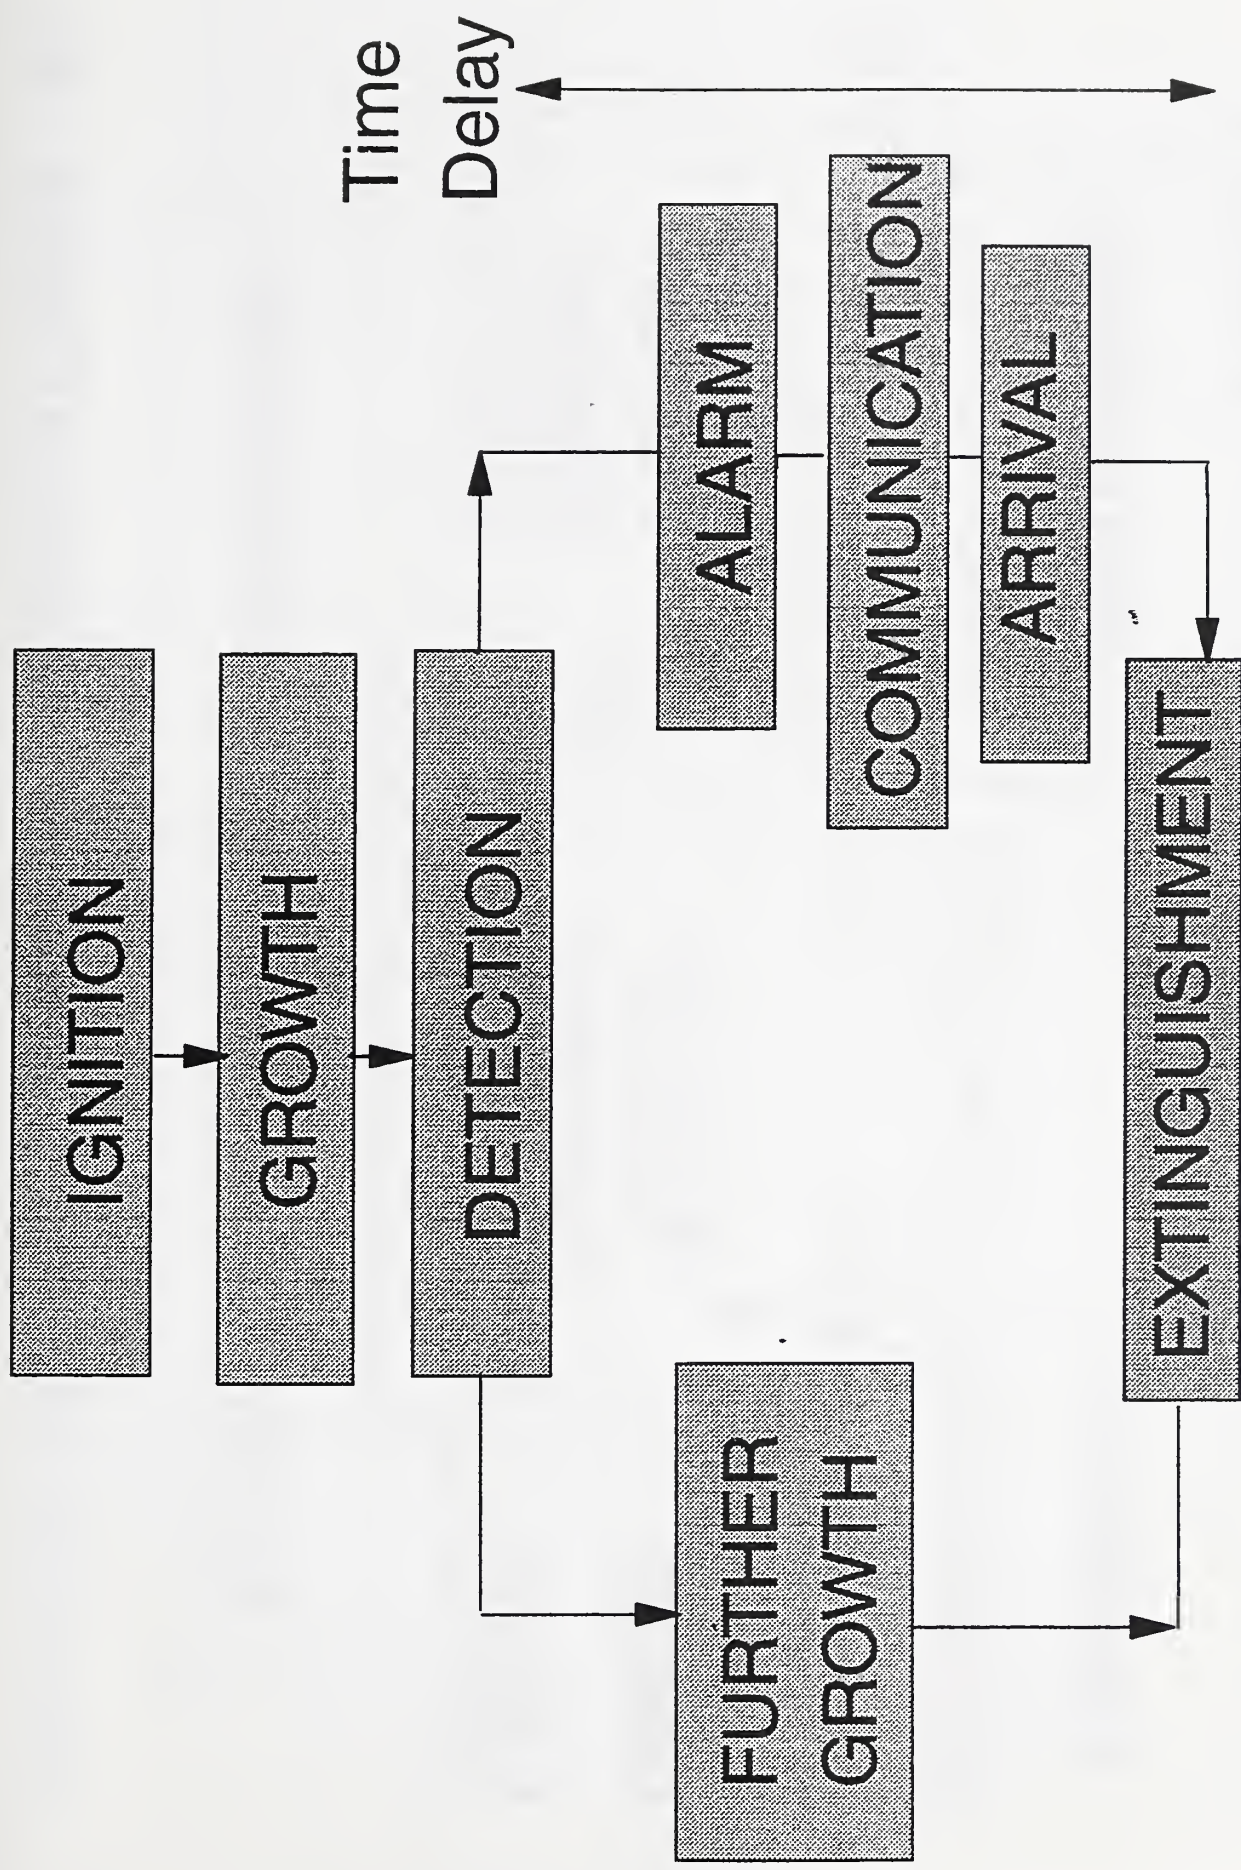 IGNITION
GROWTH
DETECTION
Time
Delay
FURTHER
GROWTH
ALARM
COMMUNICATION
ARRIVAL
EXTINGUISHMENT